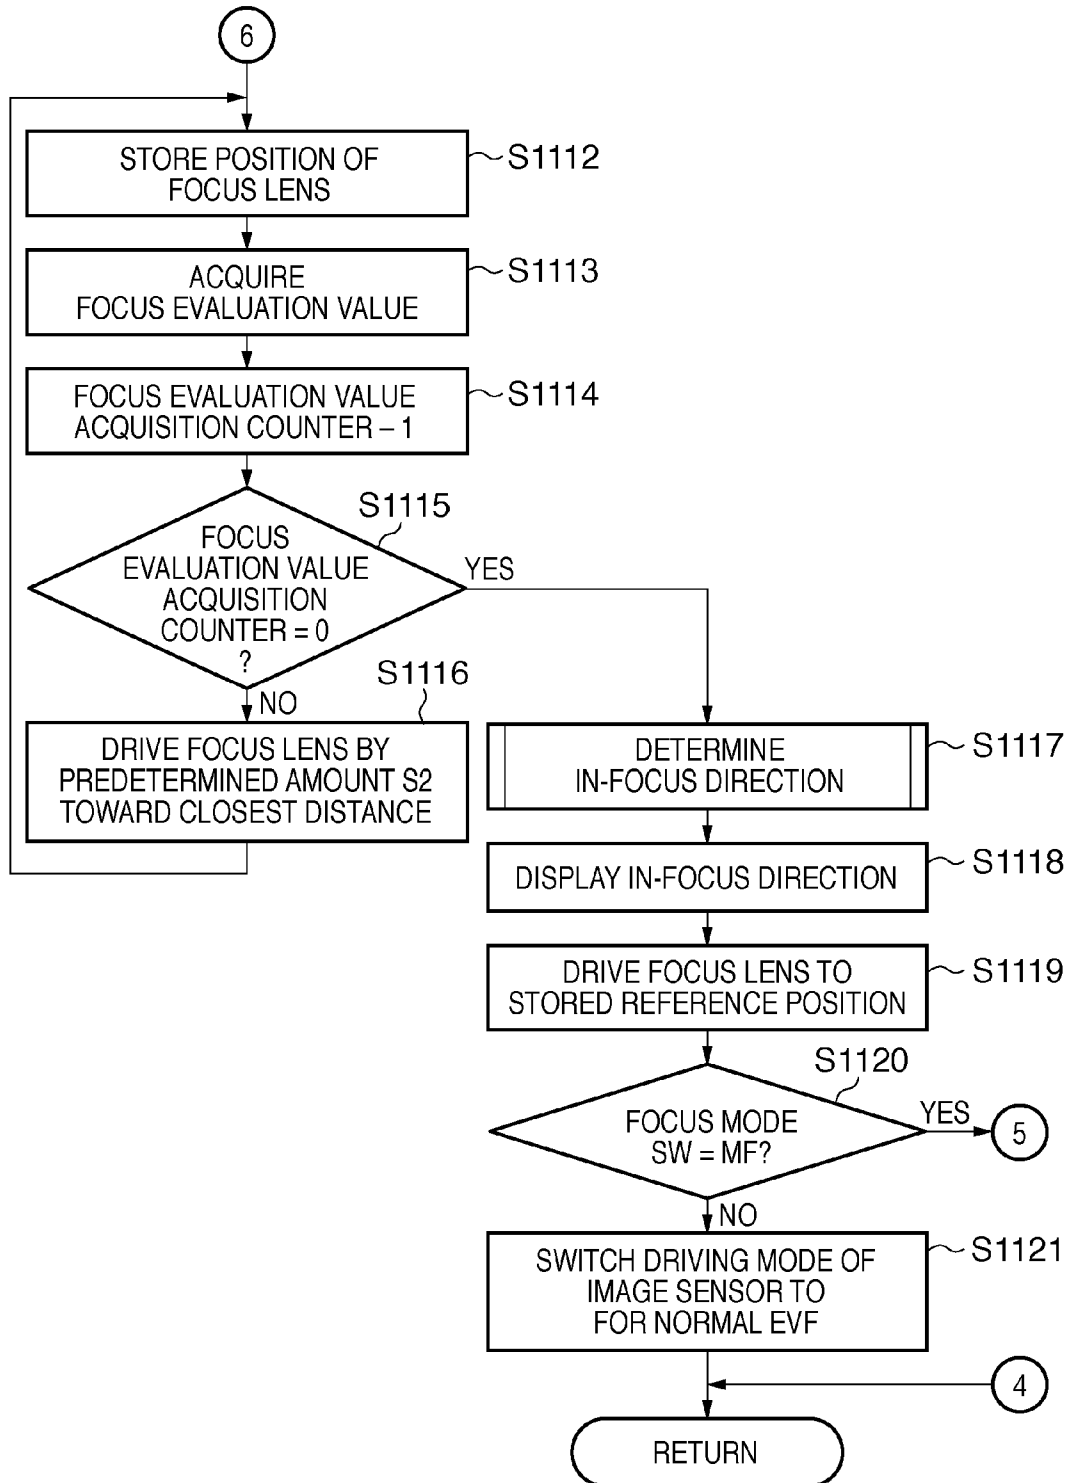 6
STORE POSITION OF
FOCUS LENS
S1112
ACQUIRE
FOCUS EVALUATION VALUE
S1113
FOCUS EVALUATION VALUE
ACQUISITION COUNTER – 1
S1114
S1115
FOCUS
EVALUATION VALUE
ACQUISITION
COUNTER = 0
?
YES
NO
S1116
DRIVE FOCUS LENS BY
PREDETERMINED AMOUNT S2
TOWARD CLOSEST DISTANCE
DETERMINE
IN-FOCUS DIRECTION
S1117
DISPLAY IN-FOCUS DIRECTION
S1118
DRIVE FOCUS LENS TO
STORED REFERENCE POSITION
S1119
S1120
FOCUS MODE
SW = MF?
YES
5
NO
SWITCH DRIVING MODE OF
IMAGE SENSOR TO
FOR NORMAL EVF
S1121
4
RETURN